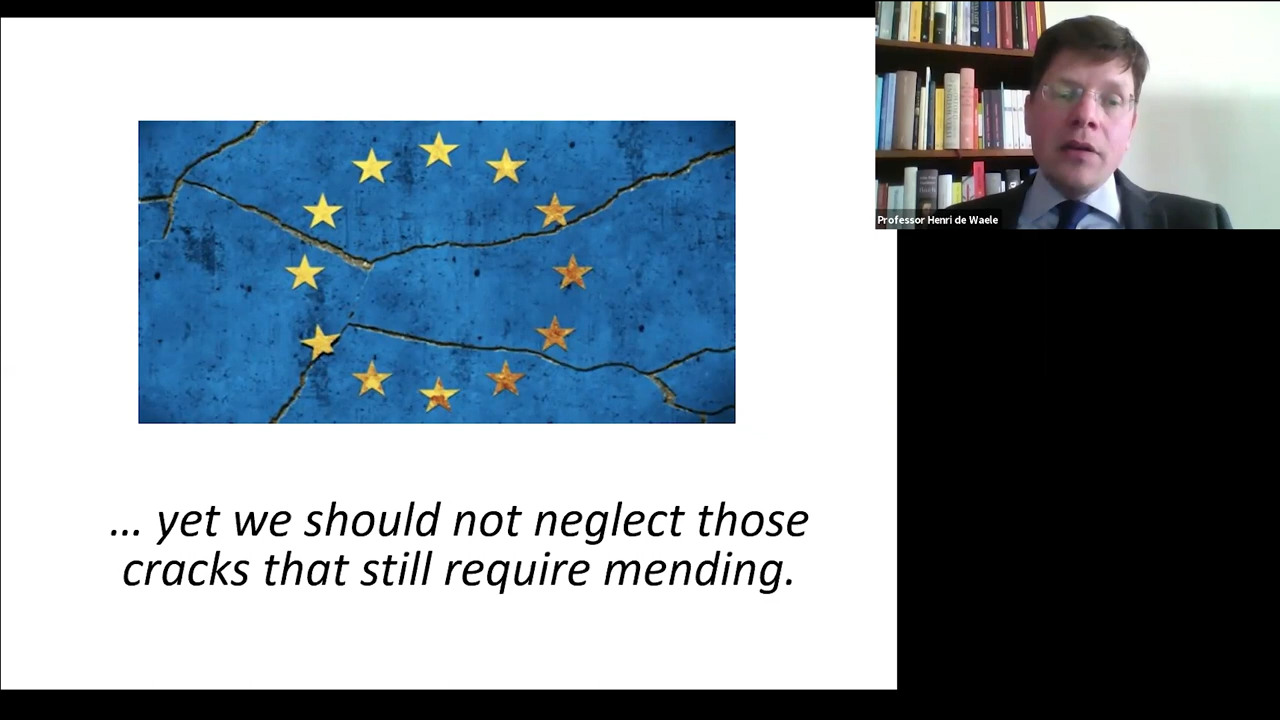 Professor Henri de Waele
… yet we should not neglect those
cracks that still require mending.